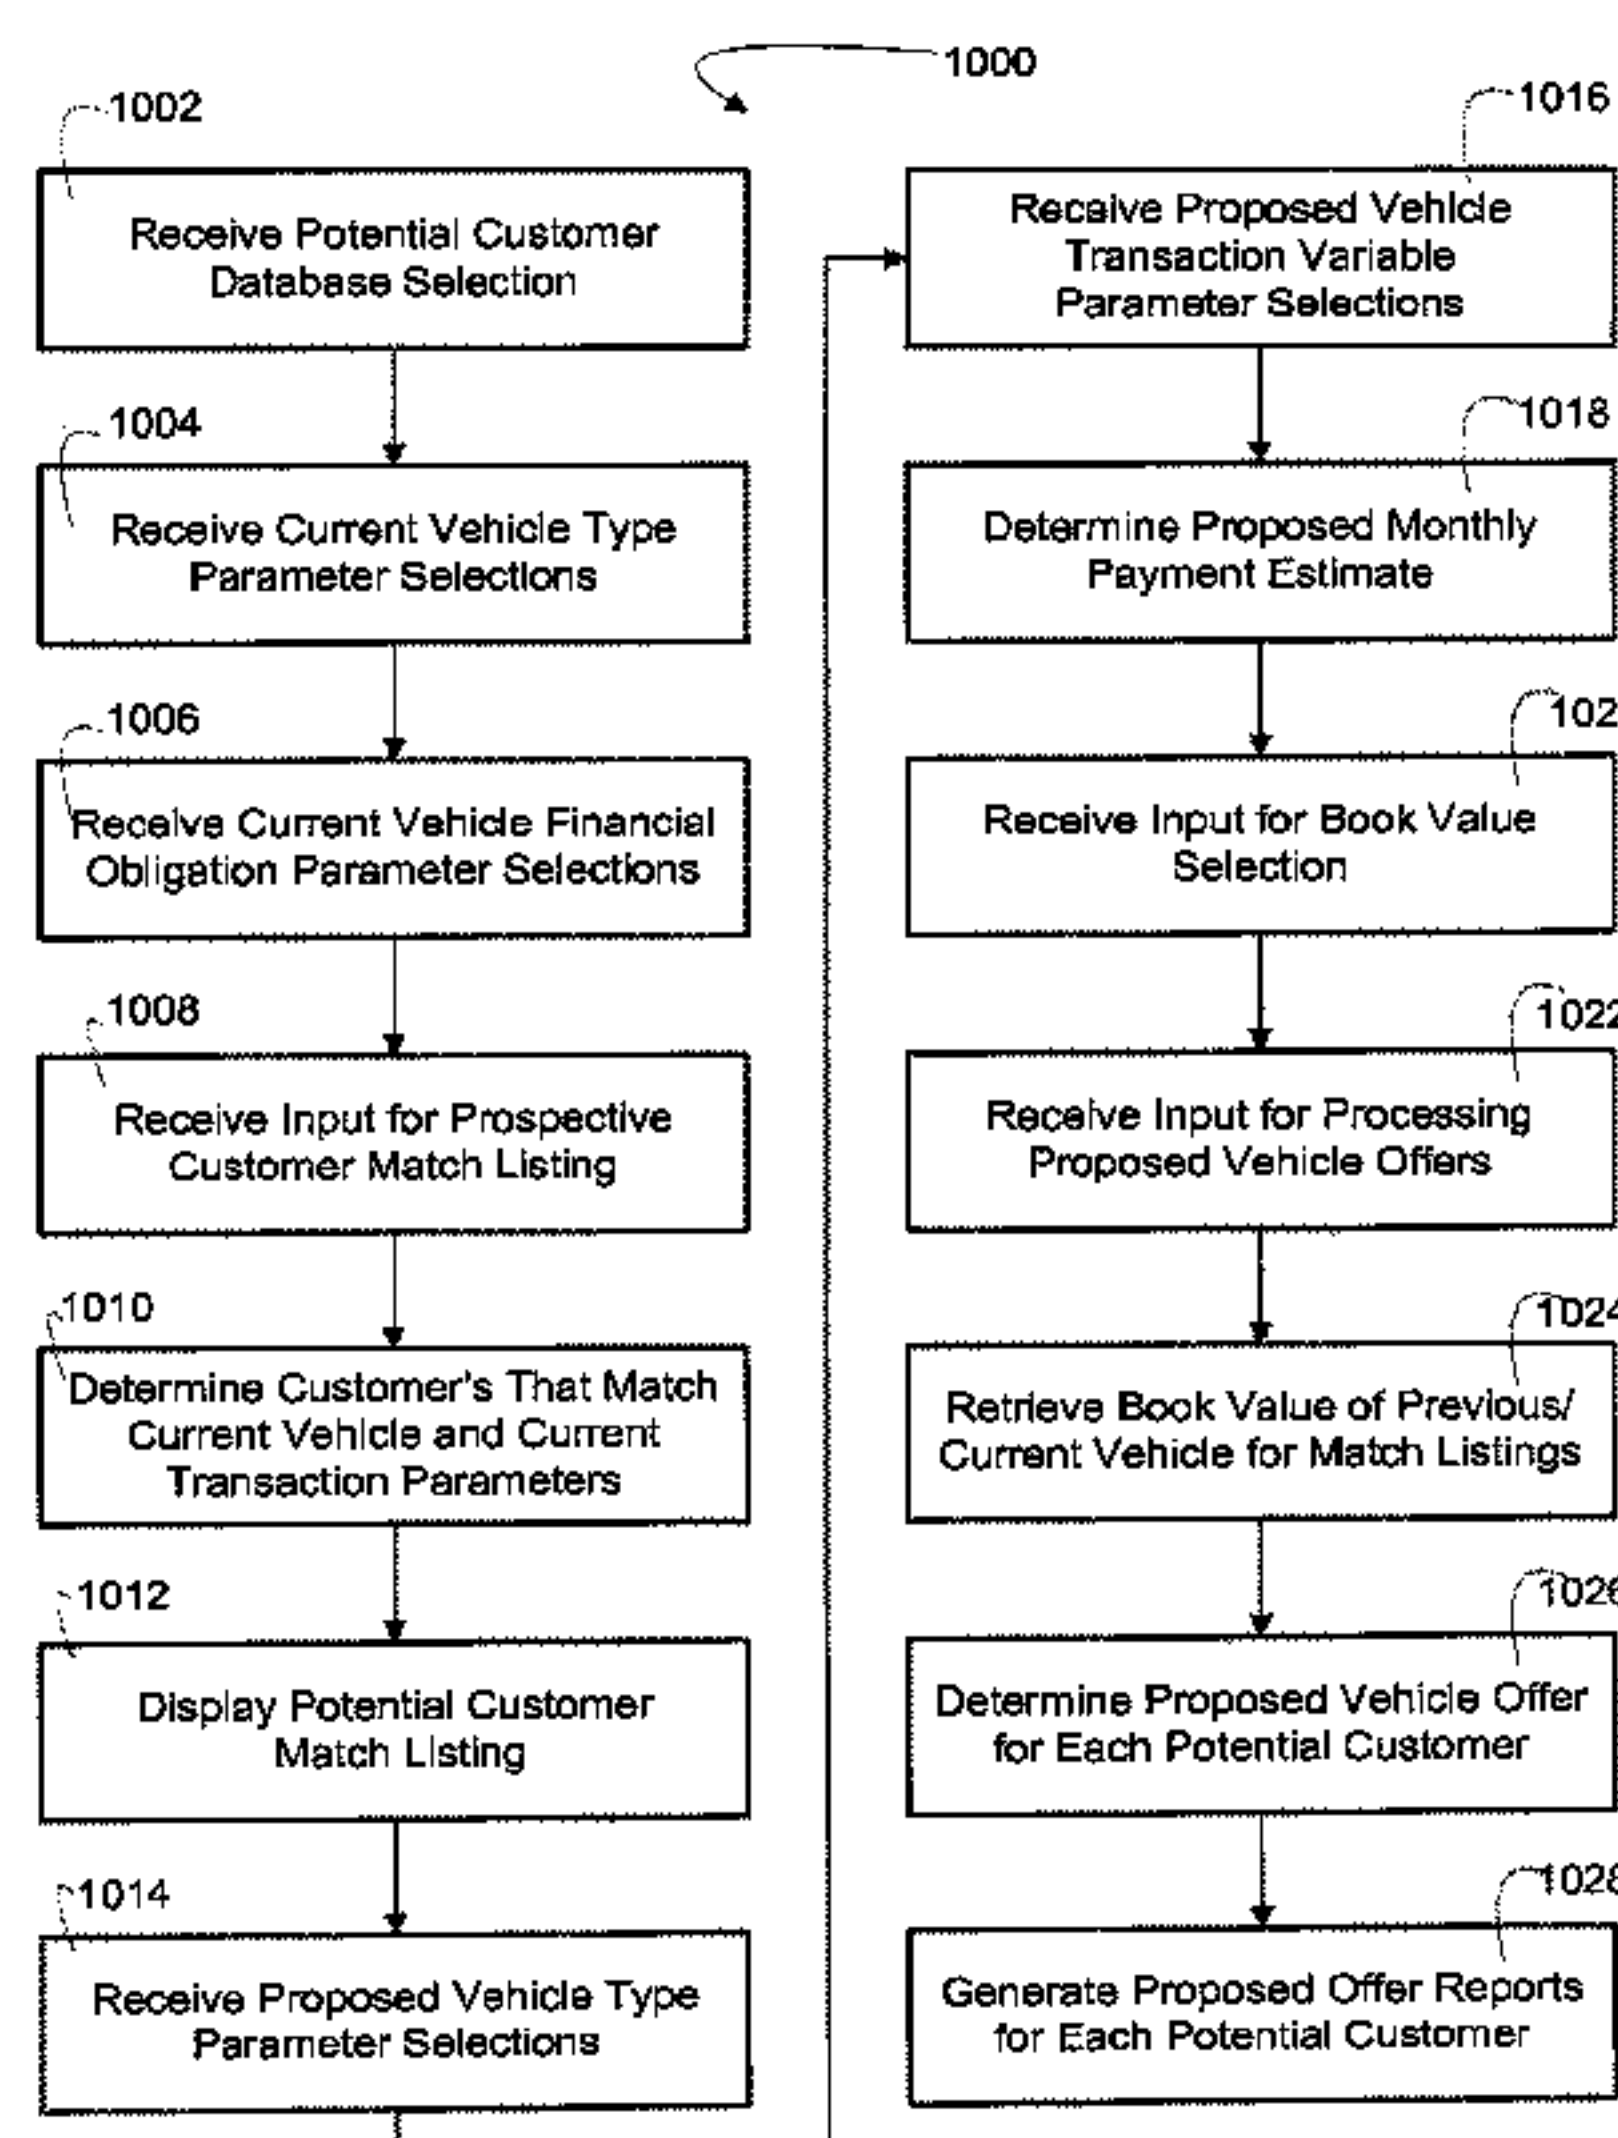 1000
1002
Receive Potential Customer
Database Selection
1004
Receive Current Vehicle Type
Parameter Selections
1006
Receive Current Vehicle Financial
Obligation Parameter Selections
1008
Receive Input for Prospective
Customer Match Listing
1010
Determine Customer's That Match
Current Vehicle and Current
Transaction Parameters
1012
Display Potential Customer
Match Listing
1014
Receive Proposed Vehicle Type
Parameter Selections
1016
Receive Proposed Vehicle
Transaction Variable
Parameter Selections
1018
Determine Proposed Monthly
Payment Estimate
102
Receive Input for Book Value
Selection
1022
Receive Input for Processing
Proposed Vehicle Offers
1024
Retrieve Book Value of Previous/
Current Vehicle for Match Listings
1026
Determine Proposed Vehicle Offer
for Each Potential Customer
1028
Generate Proposed Offer Reports
for Each Potential Customer